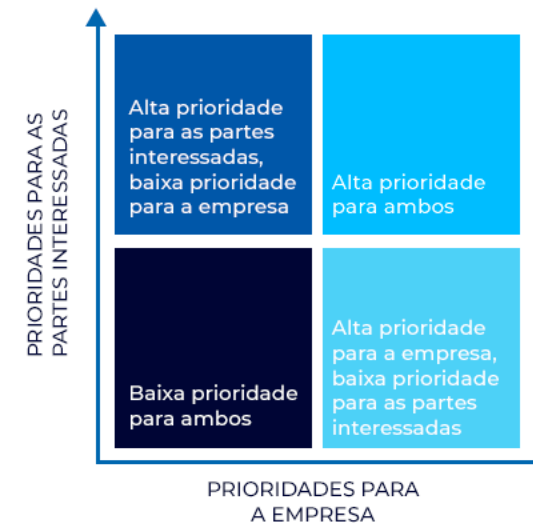 PRIORIDADES PARA AS
PARTES INTERESSADAS
Alta prioridade
para as partes
interessadas,
baixa prioridade
para a empresa
Alta prioridade
para ambos
Baixa prioridade
para ambos
Alta prioridade
para a empresa,
baixa prioridade
para as partes
interessadas
PRIORIDADES PARA
A EMPRESA